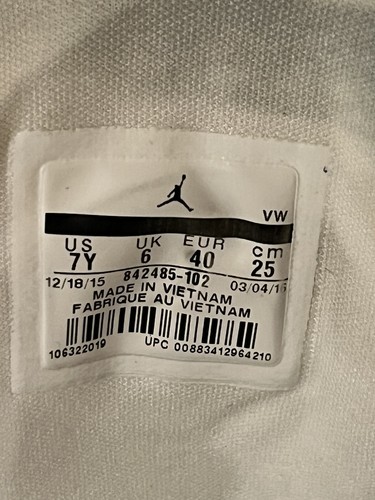 VW
US UK EUR cm
7Y 6 40 25
842485-102
12/18/15 03/04/16
MADE IN VIETNAM
FABRIQUE AU VIETNAM
106322019 UPC 00883412964210